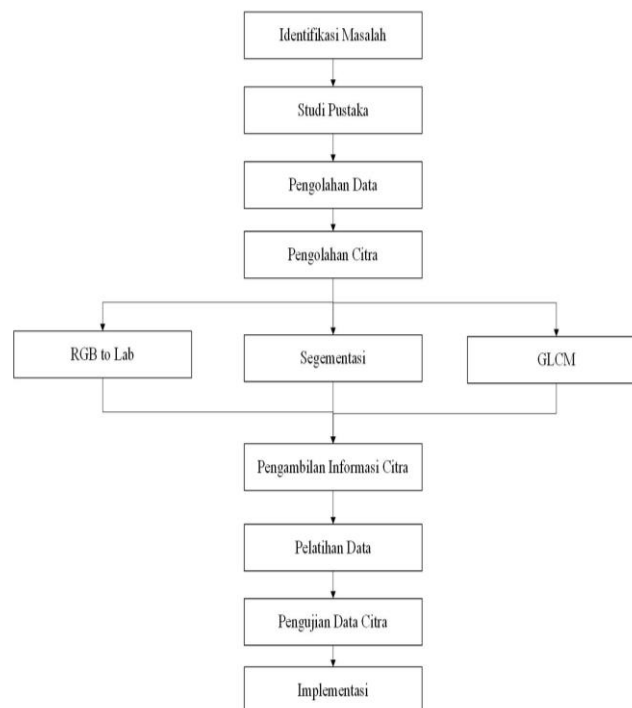 Identifikasi Masalah
Studi Pustaka
Pengolahan Data
Pengolahan Citra
RGB to Lab
Segementasi
GLCM
Pengambilan Informasi Citra
Pelatihan Data
Pengujian Data Citra
Implementasi